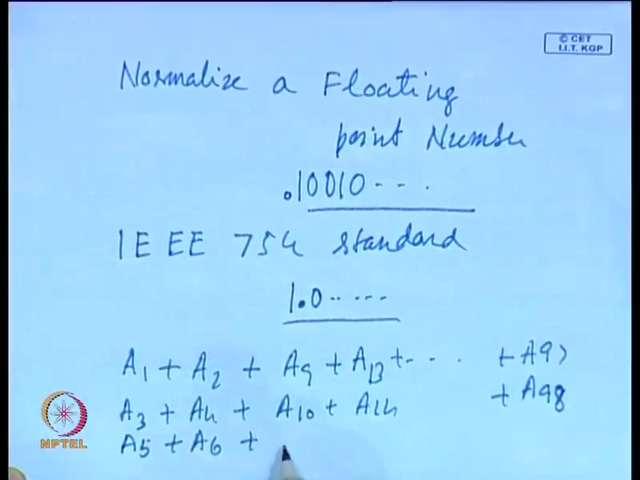 © CET
I.I.T. KGP
Normalize a Floating
point Number
.10010--- .
IEEE 754 standard
1.0-----
A1 + A2 + A9 + A13 +--- . + A97
A3 + A4 + A10 + A14 + A98
A5 + A6 +
NPTEL